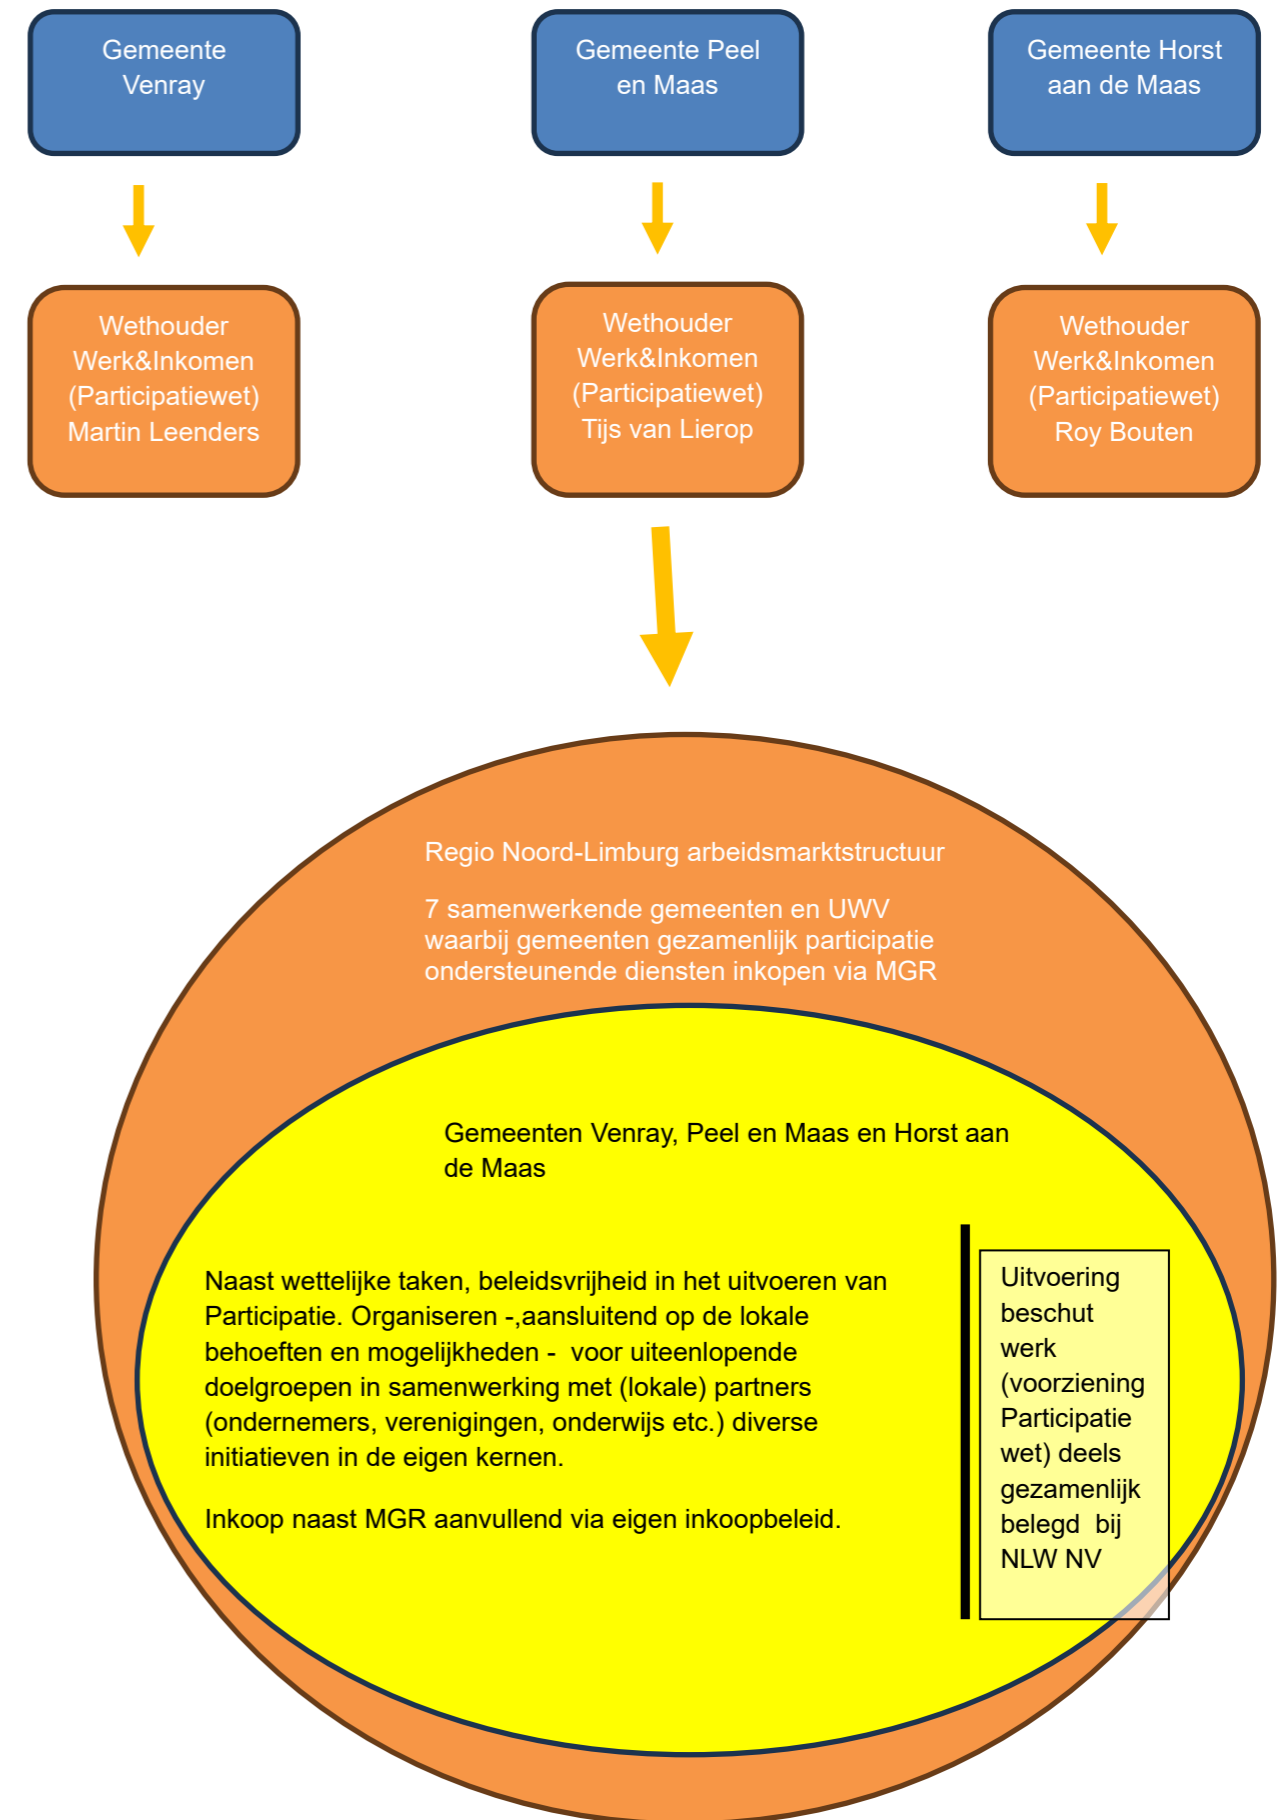 Gemeente
Venray
Gemeente Peel
en Maas
Gemeente Horst
aan de Maas
Wethouder
Werk&Inkomen
(Participatiewet)
Martin Leenders
Wethouder
Werk&Inkomen
(Participatiewet)
Tijs van Lierop
Wethouder
Werk&Inkomen
(Participatiewet)
Roy Bouten
Regio Noord-Limburg arbeidsmarktstructuur
7 samenwerkende gemeenten en UWV
waarbij gemeenten gezamenlijk participatie
ondersteunende diensten inkopen via MGR
Gemeenten Venray, Peel en Maas en Horst aan
de Maas
Naast wettelijke taken, beleidsvrijheid in het uitvoeren van
Participatie. Organiseren -,aansluitend op de lokale
behoeften en mogelijkheden -  voor uiteenlopende
doelgroepen in samenwerking met (lokale) partners
(ondernemers, verenigingen, onderwijs etc.) diverse
initiatieven in de eigen kernen.
Inkoop naast MGR aanvullend via eigen inkoopbeleid.
Uitvoering
beschut
werk
(voorziening
Participatie
wet) deels
gezamenlijk
belegd  bij
NLW NV